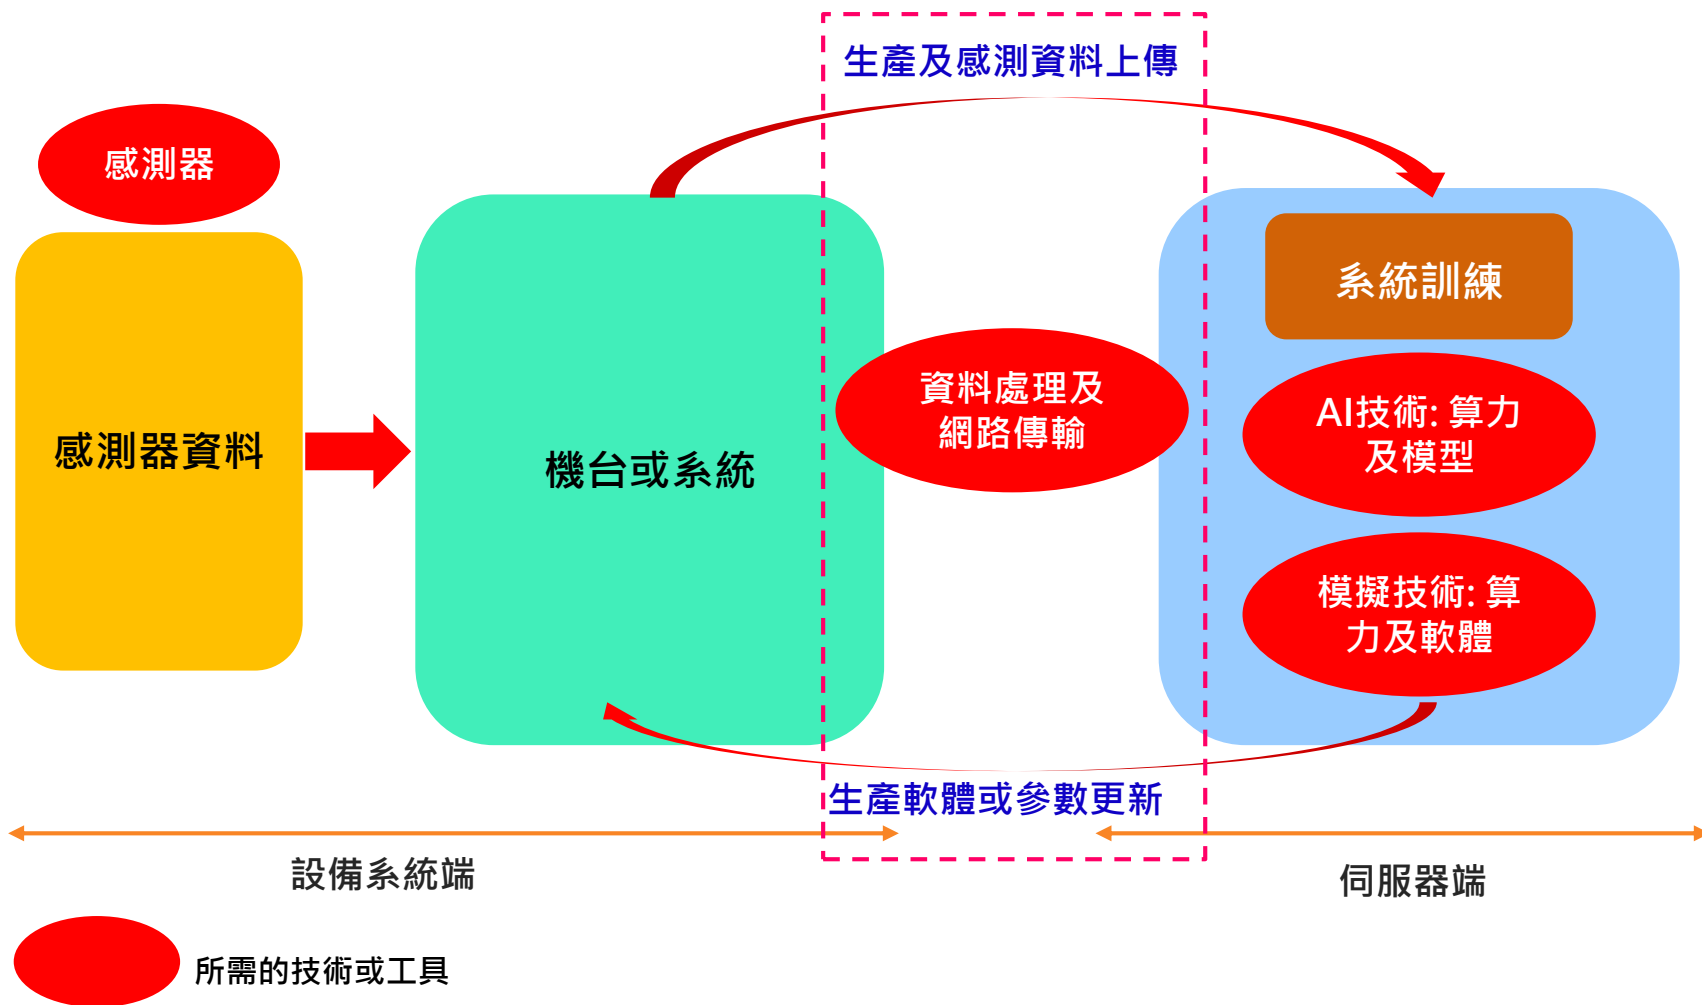 生產及感測資料上傳
感測器
系統訓練
資料處理及
網路傳輸
AI技術: 算力
及模型
感測器資料
機台或系統
模擬技術: 算
力及軟體
生產軟體或參數更新
設備系統端
伺服器端
所需的技術或工具